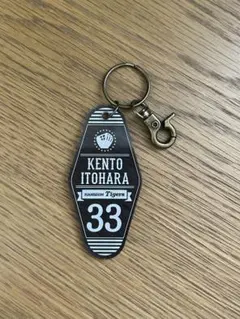 KENTO
ITOHARA
HANSHIN Tigers
33